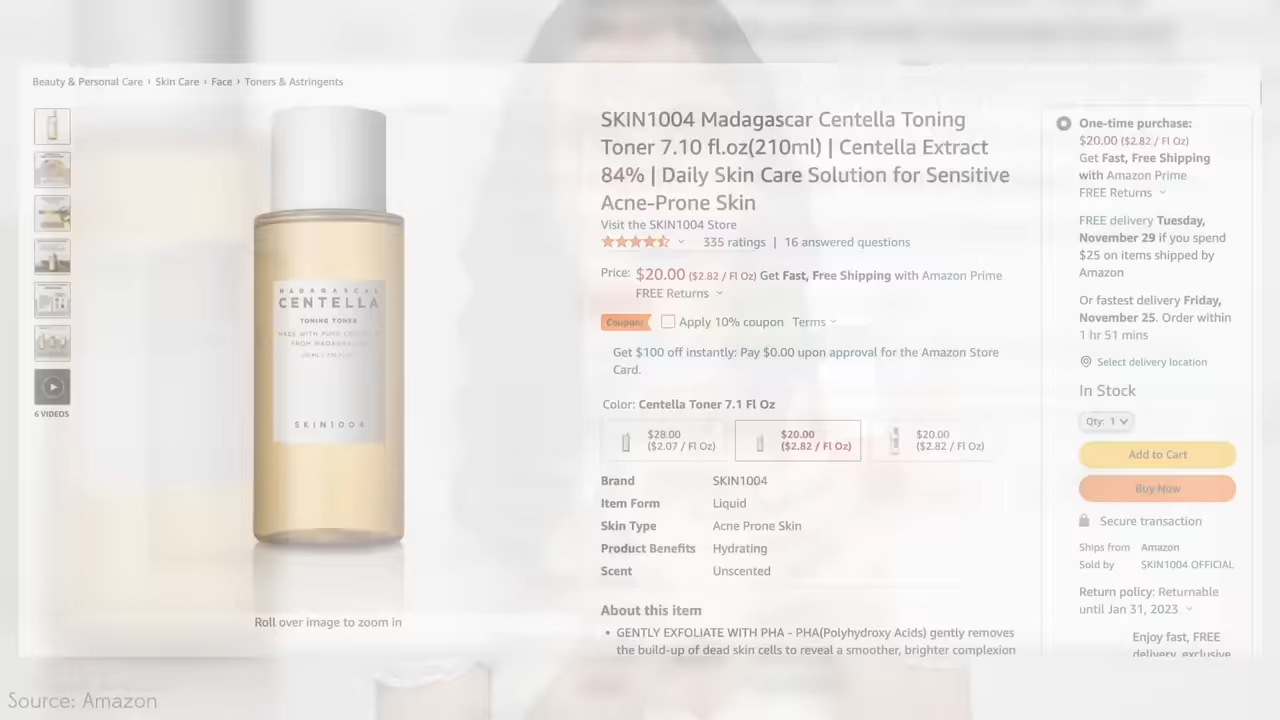 Beauty & Personal Care › Skin Care › Face › Toners & Astringents
MADAGASCAR
CENTELLA
TONING TONER
MADE WITH PURE
FROM MADAGASCAR
SKIN1004
6 VIDEOS
Roll over image to zoom in
SKIN1004 Madagascar Centella Toning
Toner 7.10 fl.oz(210ml) | Centella Extract
84% | Daily Skin Care Solution for Sensitive
Acne-Prone Skin
Visit the SKIN1004 Store
335 ratings | 16 answered questions
Price: $20.00 ($2.82 / Fl Oz) Get Fast, Free Shipping with Amazon Prime
FREE Returns
Coupon: Apply 10% coupon Terms
Get $100 off instantly: Pay $0.00 upon approval for the Amazon Store
Card.
Color: Centella Toner 7.1 Fl Oz
$28.00
($2.07 / Fl Oz)
$20.00
($2.82 / Fl Oz)
$20.00
($2.82 / Fl Oz)
Brand SKIN1004
Item Form Liquid
Skin Type Acne Prone Skin
Product Benefits Hydrating
Scent Unscented
About this item
• GENTLY EXFOLIATE WITH PHA - PHA(Polyhydroxy Acids) gently removes
the build-up of dead skin cells to reveal a smoother, brighter complexion
One-time purchase:
$20.00 ($2.82 / Fl Oz)
Get Fast, Free Shipping
with Amazon Prime
FREE Returns
FREE delivery Tuesday,
November 29 if you spend
$25 on items shipped by
Amazon
Or fastest delivery Friday,
November 25. Order within
1 hr 51 mins
Select delivery location
In Stock
Qty: 1
Add to Cart
Buy Now
Secure transaction
Ships from Amazon
Sold by SKIN1004 OFFICIAL
Return policy: Returnable
until Jan 31, 2023
Enjoy fast, FREE
delivery, exclusive
Source: Amazon